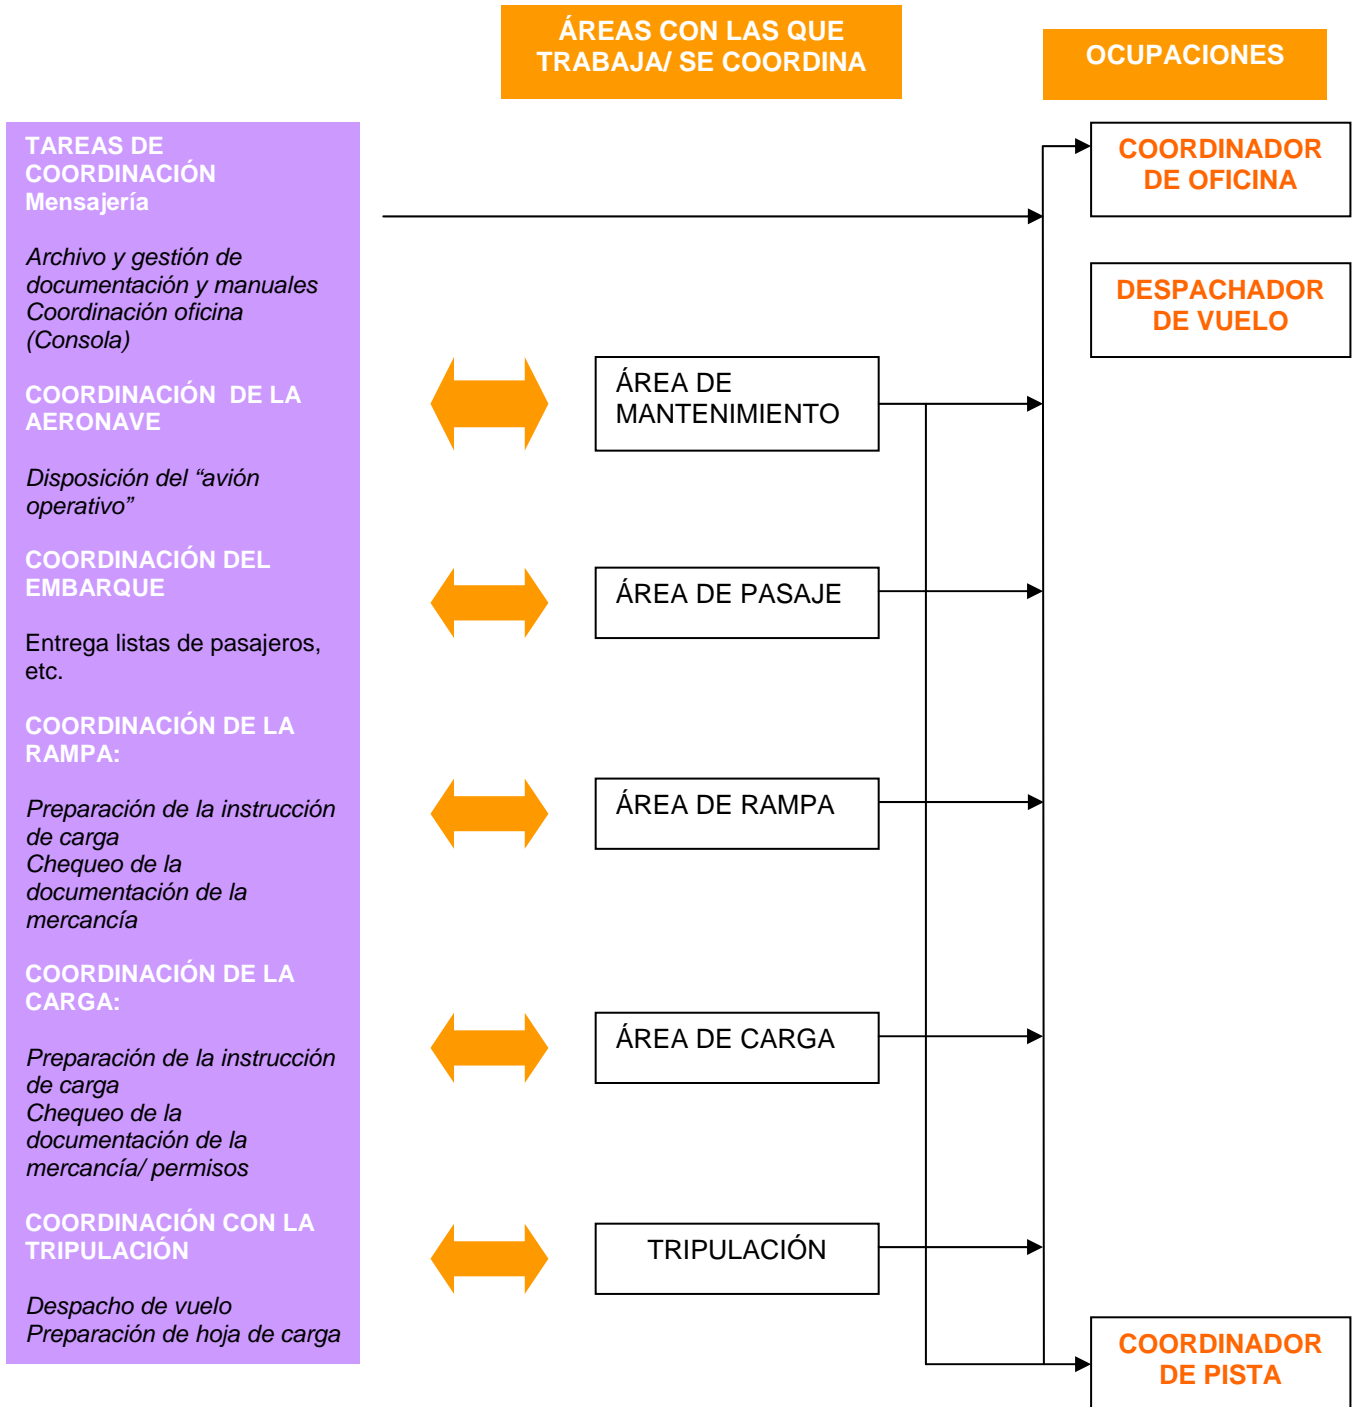 ÁREAS CON LAS QUE
TRABAJA/ SE COORDINA
OCUPACIONES
TAREAS DE
COORDINACIÓN
Mensajería
Archivo y gestión de
documentación y manuales
Coordinación oficina
(Consola)
COORDINACIÓN DE LA
AERONAVE
Disposición del “avión
operativo”
COORDINACIÓN DEL
EMBARQUE
Entrega listas de pasajeros,
etc.
COORDINACIÓN DE LA
RAMPA:
Preparación de la instrucción
de carga
Chequeo de la
documentación de la
mercancía
COORDINACIÓN DE LA
CARGA:
Preparación de la instrucción
de carga
Chequeo de la
documentación de la
mercancía/ permisos
COORDINACIÓN CON LA
TRIPULACIÓN
Despacho de vuelo
Preparación de hoja de carga
ÁREA DE
MANTENIMIENTO
ÁREA DE PASAJE
ÁREA DE RAMPA
ÁREA DE CARGA
TRIPULACIÓN
COORDINADOR
DE OFICINA
DESPACHADOR
DE VUELO
COORDINADOR
DE PISTA